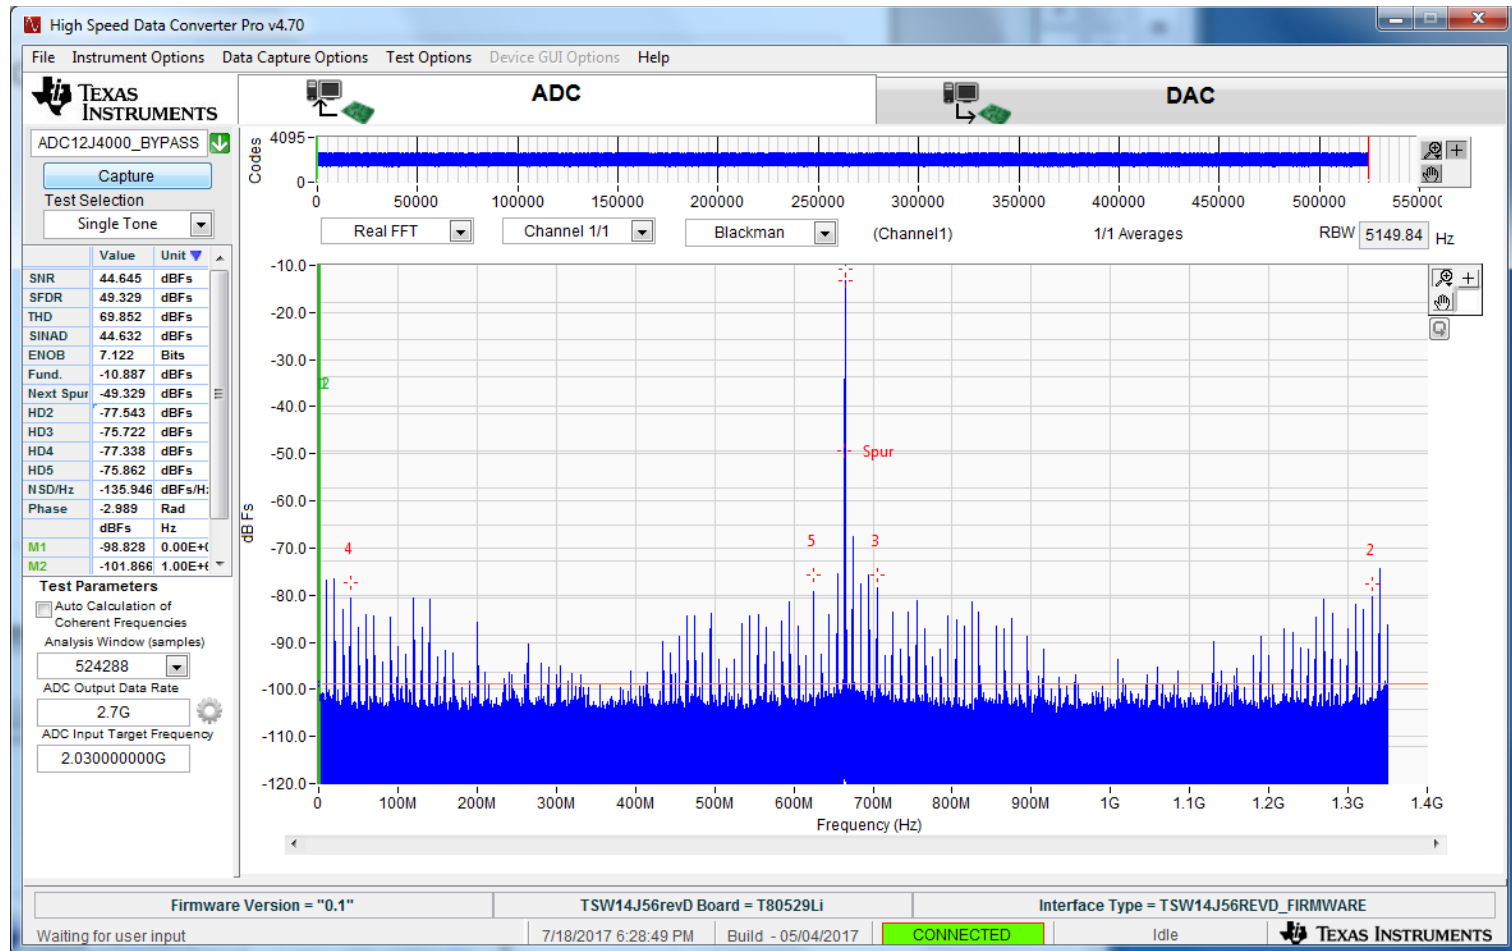 High Speed Data Converter Pro v4.70
File Instrument Options Data Capture Options Test Options Device GUI Options Help
TEXAS INSTRUMENTS
ADC
DAC
ADC12J4000_BYPASS
Capture
Test Selection
Single Tone
Value Unit
SNR 44.645 dBFs
SFDR 49.329 dBFs
THD 69.852 dBFs
SINAD 44.632 dBFs
ENOB 7.122 Bits
Fund. -10.887 dBFs
Next Spur -49.329 dBFs
HD2 -77.543 dBFs
HD3 -75.722 dBFs
HD4 -77.338 dBFs
HD5 -75.862 dBFs
NSD/Hz -135.946 dBFs/H:
Phase -2.989 Rad
dBFs Hz
M1 -98.828 0.00E+(
M2 -101.866 1.00E+6
Test Parameters
Auto Calculation of
Coherent Frequencies
Analysis Window (samples)
524288
ADC Output Data Rate
2.7G
ADC Input Target Frequency
2.030000000G
Codes
4095
0
0 50000 100000 150000 200000 250000 300000 350000 400000 450000 500000 550000
Real FFT Channel 1/1 Blackman (Channel1) 1/1 Averages RBW 5149.84 Hz
dB Fs
-10.0
-20.0
-30.0
-40.0
-50.0
-60.0
-70.0
-80.0
-90.0
-100.0
-110.0
-120.0
2
Spur
4 5 3 2
0 100M 200M 300M 400M 500M 600M 700M 800M 900M 1G 1.1G 1.2G 1.3G 1.4G
Frequency (Hz)
Firmware Version = "0.1" TSW14J56revD Board = T80529Li Interface Type = TSW14J56REVD_FIRMWARE
Waiting for user input 7/18/2017 6:28:49 PM Build - 05/04/2017 CONNECTED Idle TEXAS INSTRUMENTS